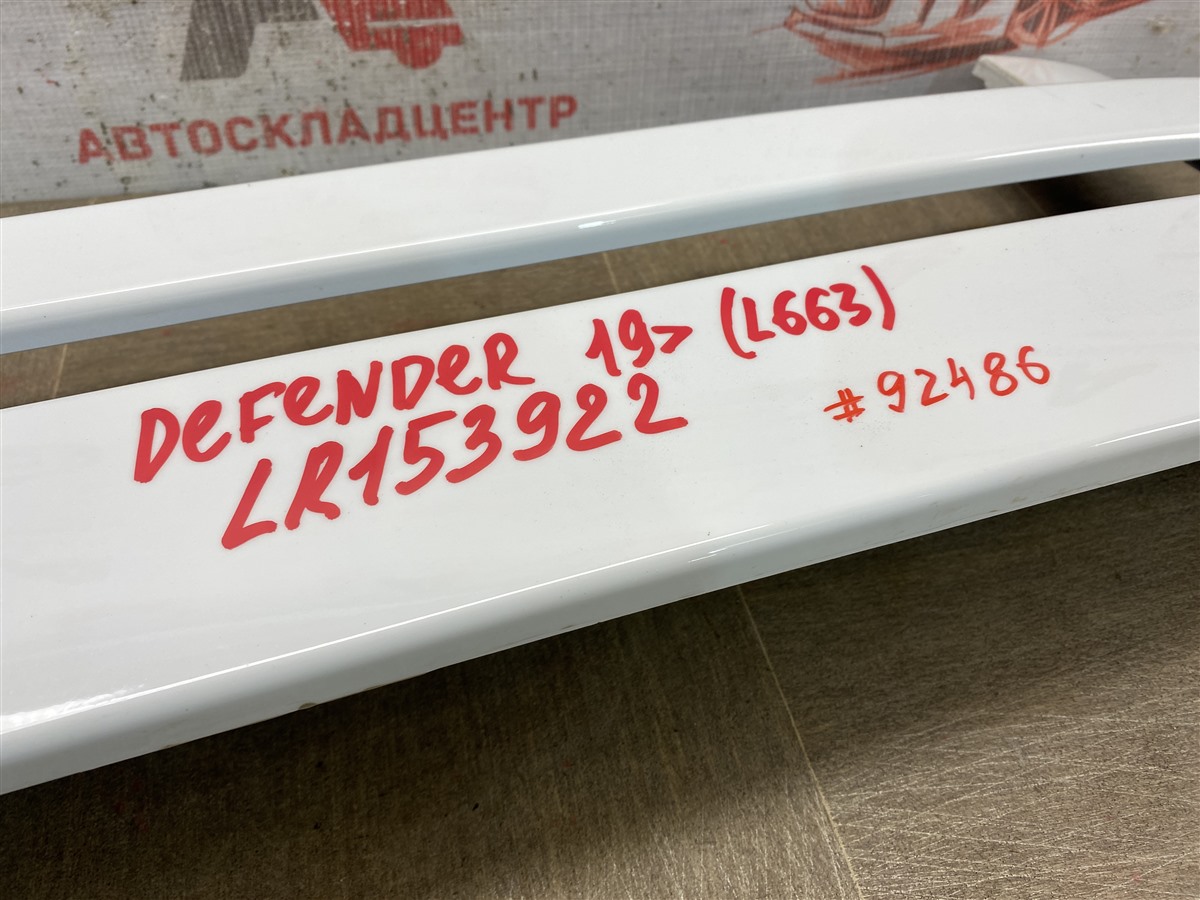 АВТОСКЛАДЦЕНТР
DeFeNDeR 19> (L663)
LR153922
#92486